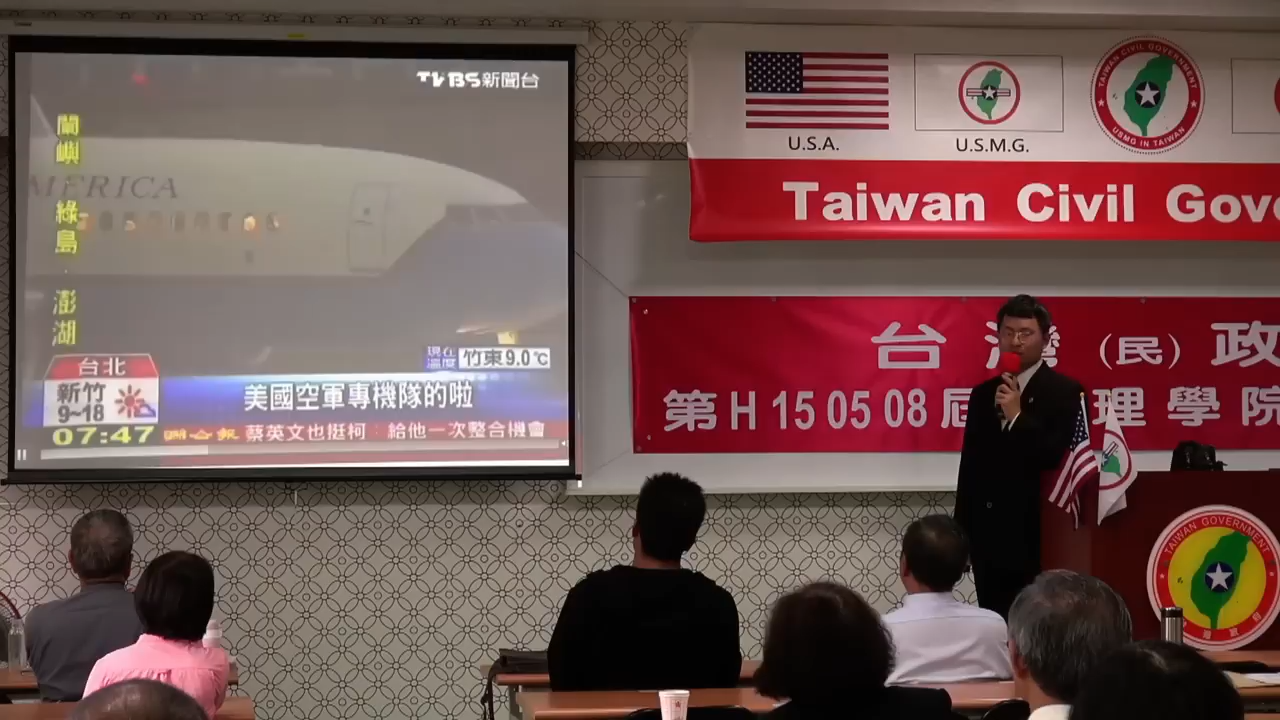 TVBS新聞台
蘭嶼 綠島 澎湖
MERICA
台北
新竹
9~18
現在溫度 竹東9.0℃
美國空軍專機隊的啦
07:47 聯合報 蔡英文也挺柯：給他一次整合機會
U.S.A.
U.S.M.G.
TAIWAN CIVIL GOVERNMENT
USMG IN TAIWAN
Taiwan Civil Gove
台灣（民）政
第H 15 05 08 屆 理學院
TAIWAN GOVERNMENT